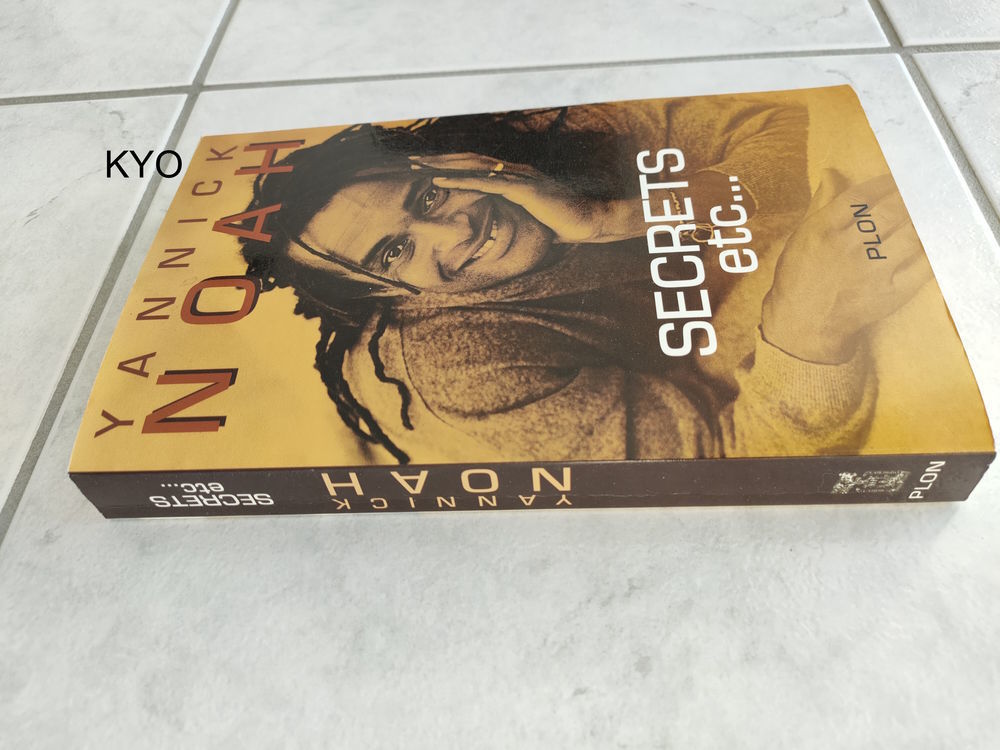 KYO
YANNICK
NOAH
SECRETS
etc...
PLON
SECRETS
etc...
YANNICK
NOAH
PLON